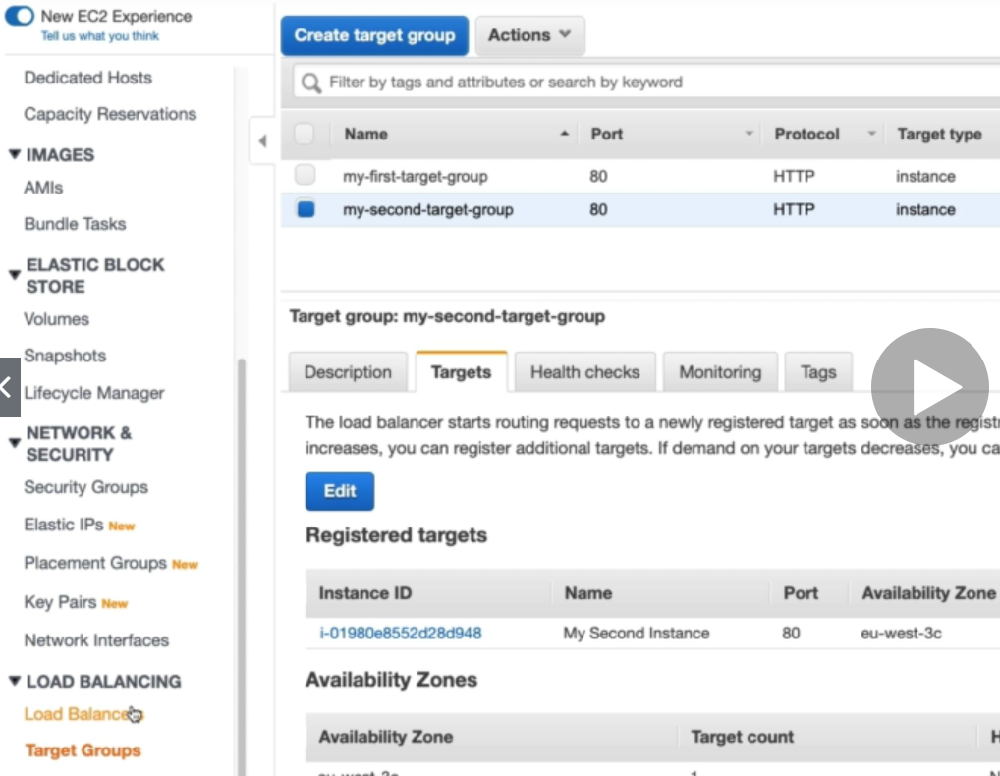 New EC2 Experience
Tell us what you think
Dedicated Hosts
Capacity Reservations
IMAGES
AMIs
Bundle Tasks
ELASTIC BLOCK
STORE
Volumes
Snapshots
Lifecycle Manager
NETWORK &
SECURITY
Security Groups
Elastic IPs New
Placement Groups New
Key Pairs New
Network Interfaces
LOAD BALANCING
Load Balance
Target Groups
Create target group Actions
Filter by tags and attributes or search by keyword
Name Port Protocol Target type
my-first-target-group 80 HTTP instance
my-second-target-group 80 HTTP instance
Target group: my-second-target-group
Description Targets Health checks Monitoring Tags
The load balancer starts routing requests to a newly registered target as soon as the registr
increases, you can register additional targets. If demand on your targets decreases, you ca
Edit
Registered targets
Instance ID Name Port Availability Zone
i-01980e8552d28d948 My Second Instance 80 eu-west-3c
Availability Zones
Availability Zone Target count H